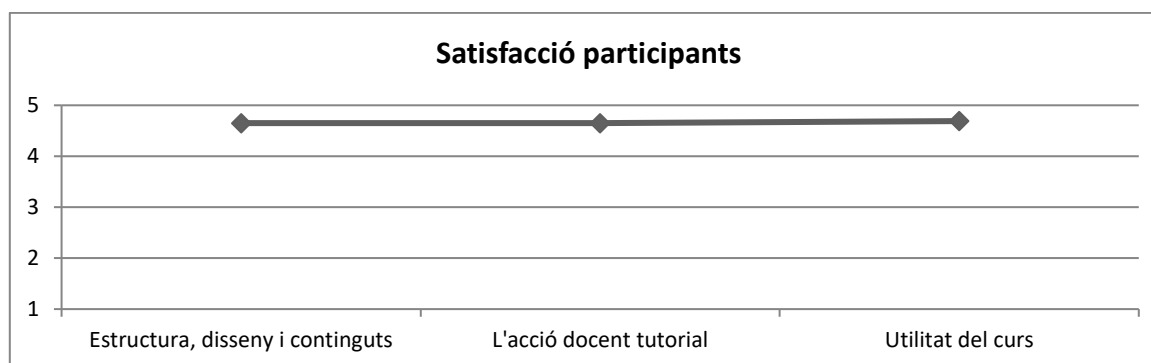 Satisfacció participants
5
4
3
2
1
Estructura, disseny i continguts
L'acció docent tutorial
Utilitat del curs